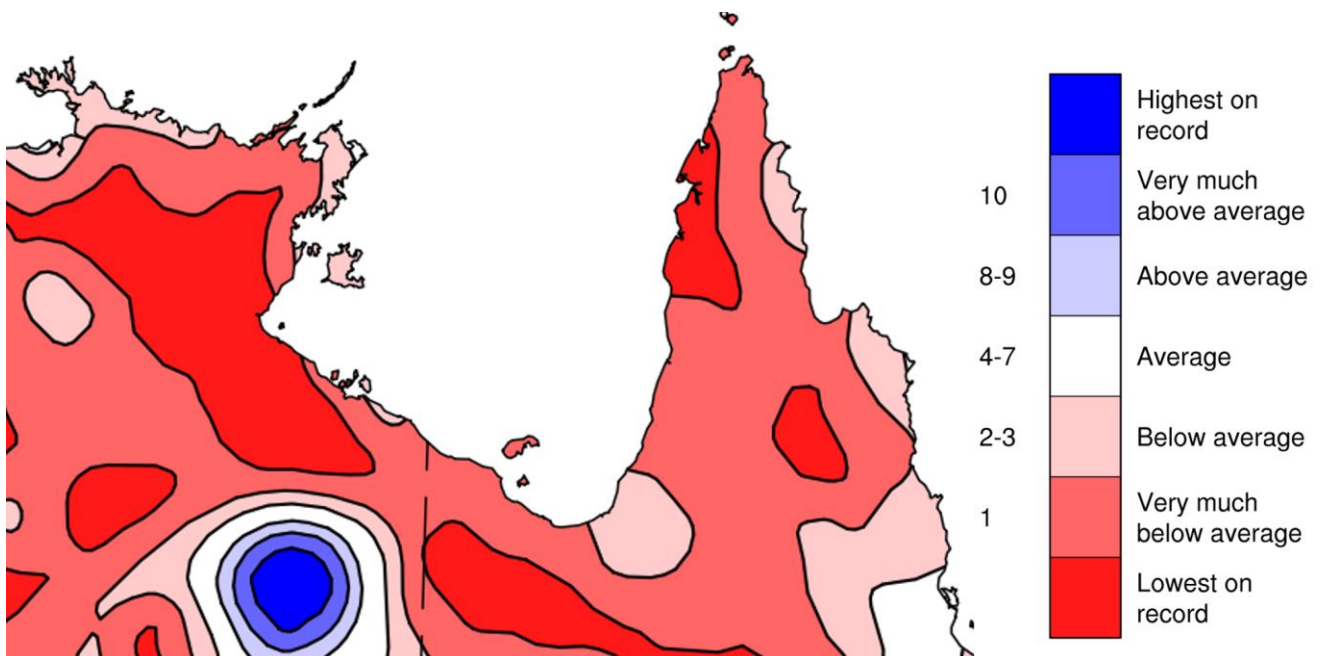 Highest on
record
10
Very much
above average
8-9
Above average
4-7
Average
2-3
Below average
1
Very much
below average
Lowest on
record